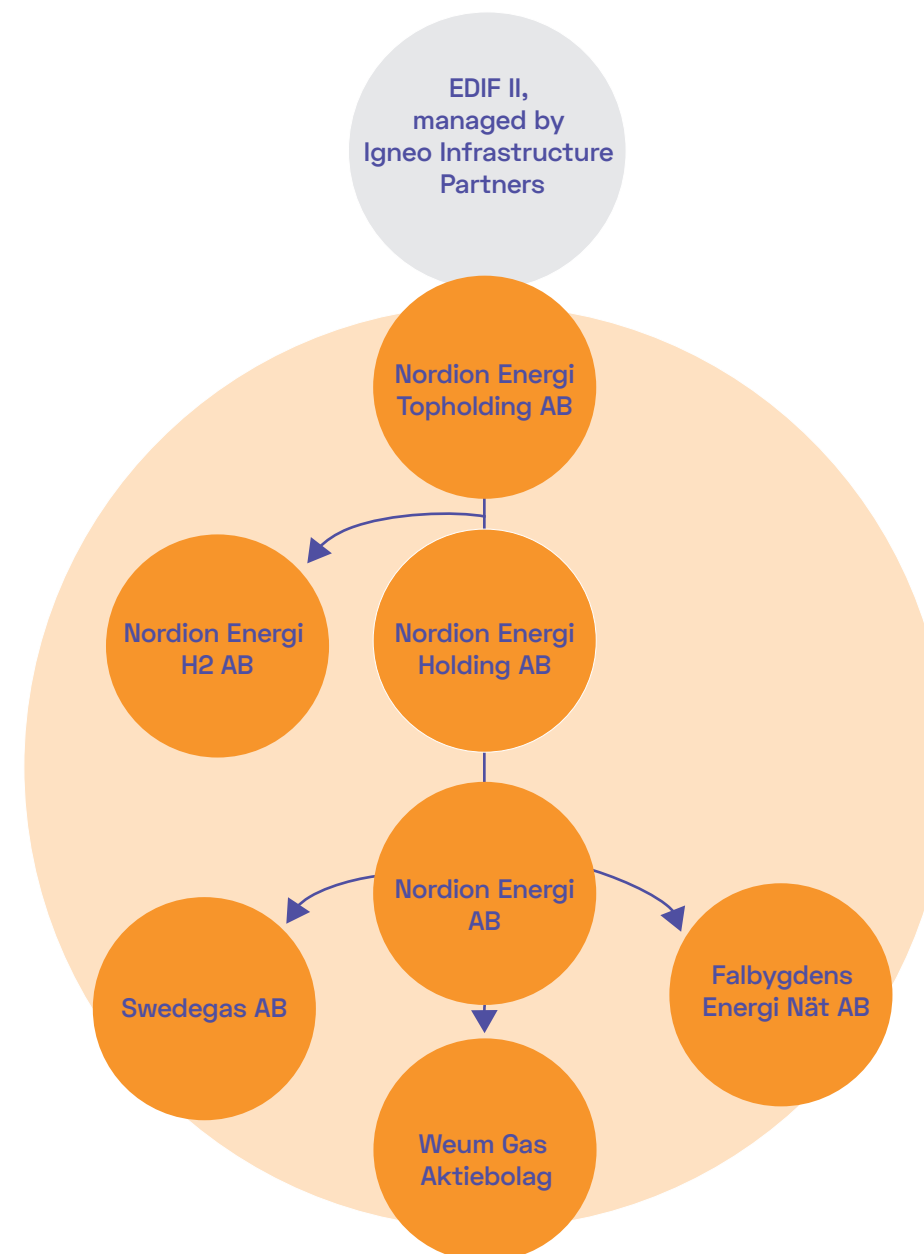 EDIF II,
managed by
Igneo Infrastructure
Partners
Nordion Energi
Topholding AB
Nordion Energi
H2 AB
Nordion Energi
Holding AB
Nordion Energi
AB
Swedegas AB
Falbygdens
Energi Nät AB
Weum Gas
Aktiebolag